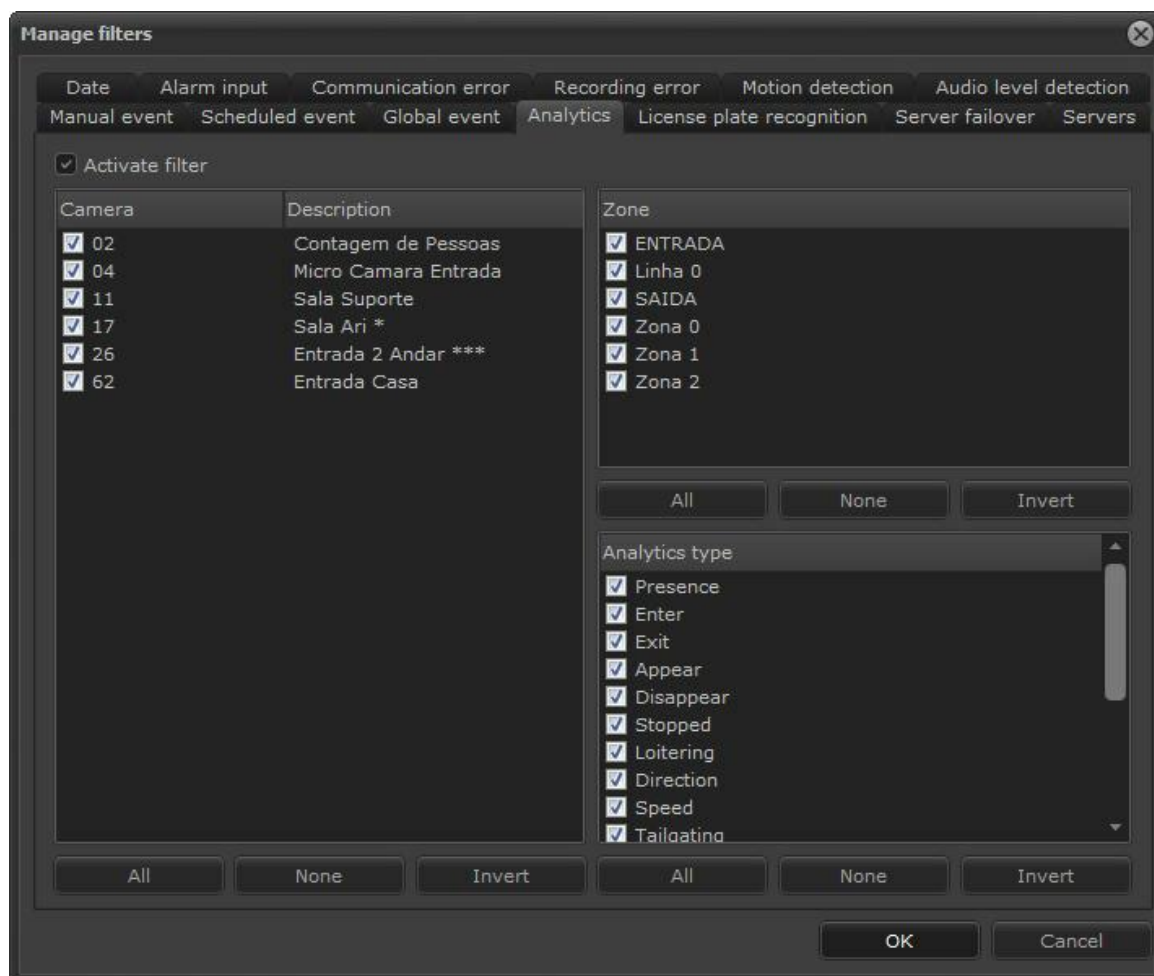 Manage filters
Date Alarm input Communication error Recording error Motion detection Audio level detection
Manual event Scheduled event Global event Analytics License plate recognition Server failover Servers
Activate filter
Camera Description
02 Contagem de Pessoas
04 Micro Camara Entrada
11 Sala Suporte
17 Sala Ari *
26 Entrada 2 Andar ***
62 Entrada Casa
All None Invert
Zone
ENTRADA
Linha 0
SAIDA
Zona 0
Zona 1
Zona 2
All None Invert
Analytics type
Presence
Enter
Exit
Appear
Disappear
Stopped
Loitering
Direction
Speed
Tailgating
All None Invert
OK Cancel